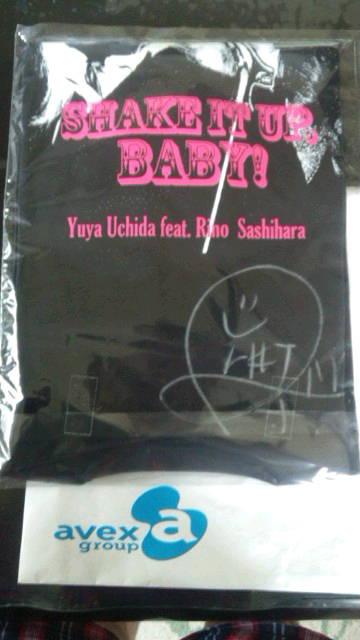 SHAKE IT UP,
BABY!
Yuya Uchida feat. Rino Sashihara
avex
group
a